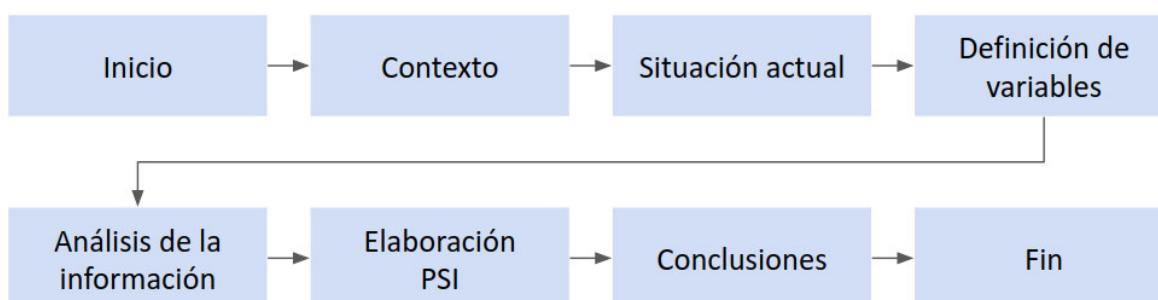 Inicio
Contexto
Situación actual
Definición de
variables
Análisis de la
información
Elaboración
PSI
Conclusiones
Fin